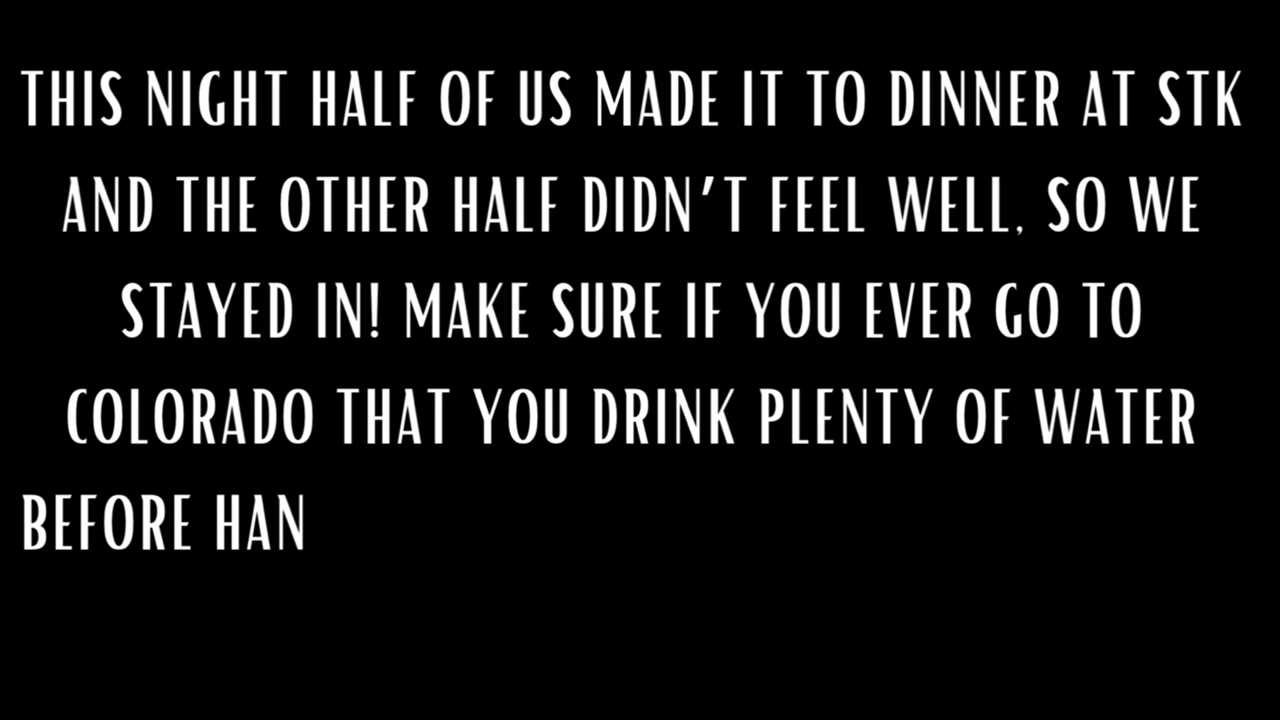 THIS NIGHT HALF OF US MADE IT TO DINNER AT STK
AND THE OTHER HALF DIDN'T FEEL WELL, SO WE
STAYED IN! MAKE SURE IF YOU EVER GO TO
COLORADO THAT YOU DRINK PLENTY OF WATER
BEFORE HAN